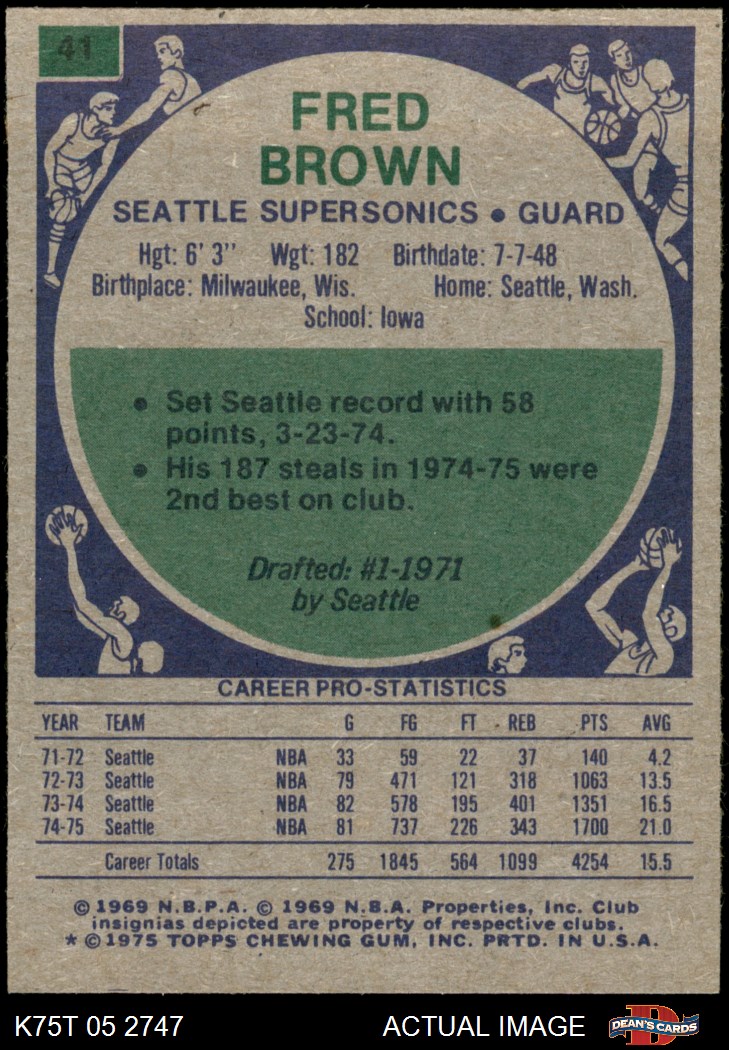 41
FRED
BROWN
SEATTLE SUPERSONICS • GUARD
Hgt: 6' 3" Wgt: 182 Birthdate: 7-7-48
Birthplace: Milwaukee, Wis. Home: Seattle, Wash.
School: Iowa
• Set Seattle record with 58
points, 3-23-74.
• His 187 steals in 1974-75 were
2nd best on club.
Drafted: #1-1971
by Seattle
CAREER PRO-STATISTICS
YEAR TEAM G FG FT REB PTS AVG
71-72 Seattle NBA 33 59 22 37 140 4.2
72-73 Seattle NBA 79 471 121 318 1063 13.5
73-74 Seattle NBA 82 578 195 401 1351 16.5
74-75 Seattle NBA 81 737 226 343 1700 21.0
Career Totals 275 1845 564 1099 4254 15.5
© 1969 N.B.P.A. © 1969 N.B.A. Properties, Inc. Club
insignias depicted are property of respective clubs.
* © 1975 TOPPS CHEWING GUM, INC. PRTD. IN U.S.A.
K75T 05 2747 ACTUAL IMAGE DEAN'S CARDS